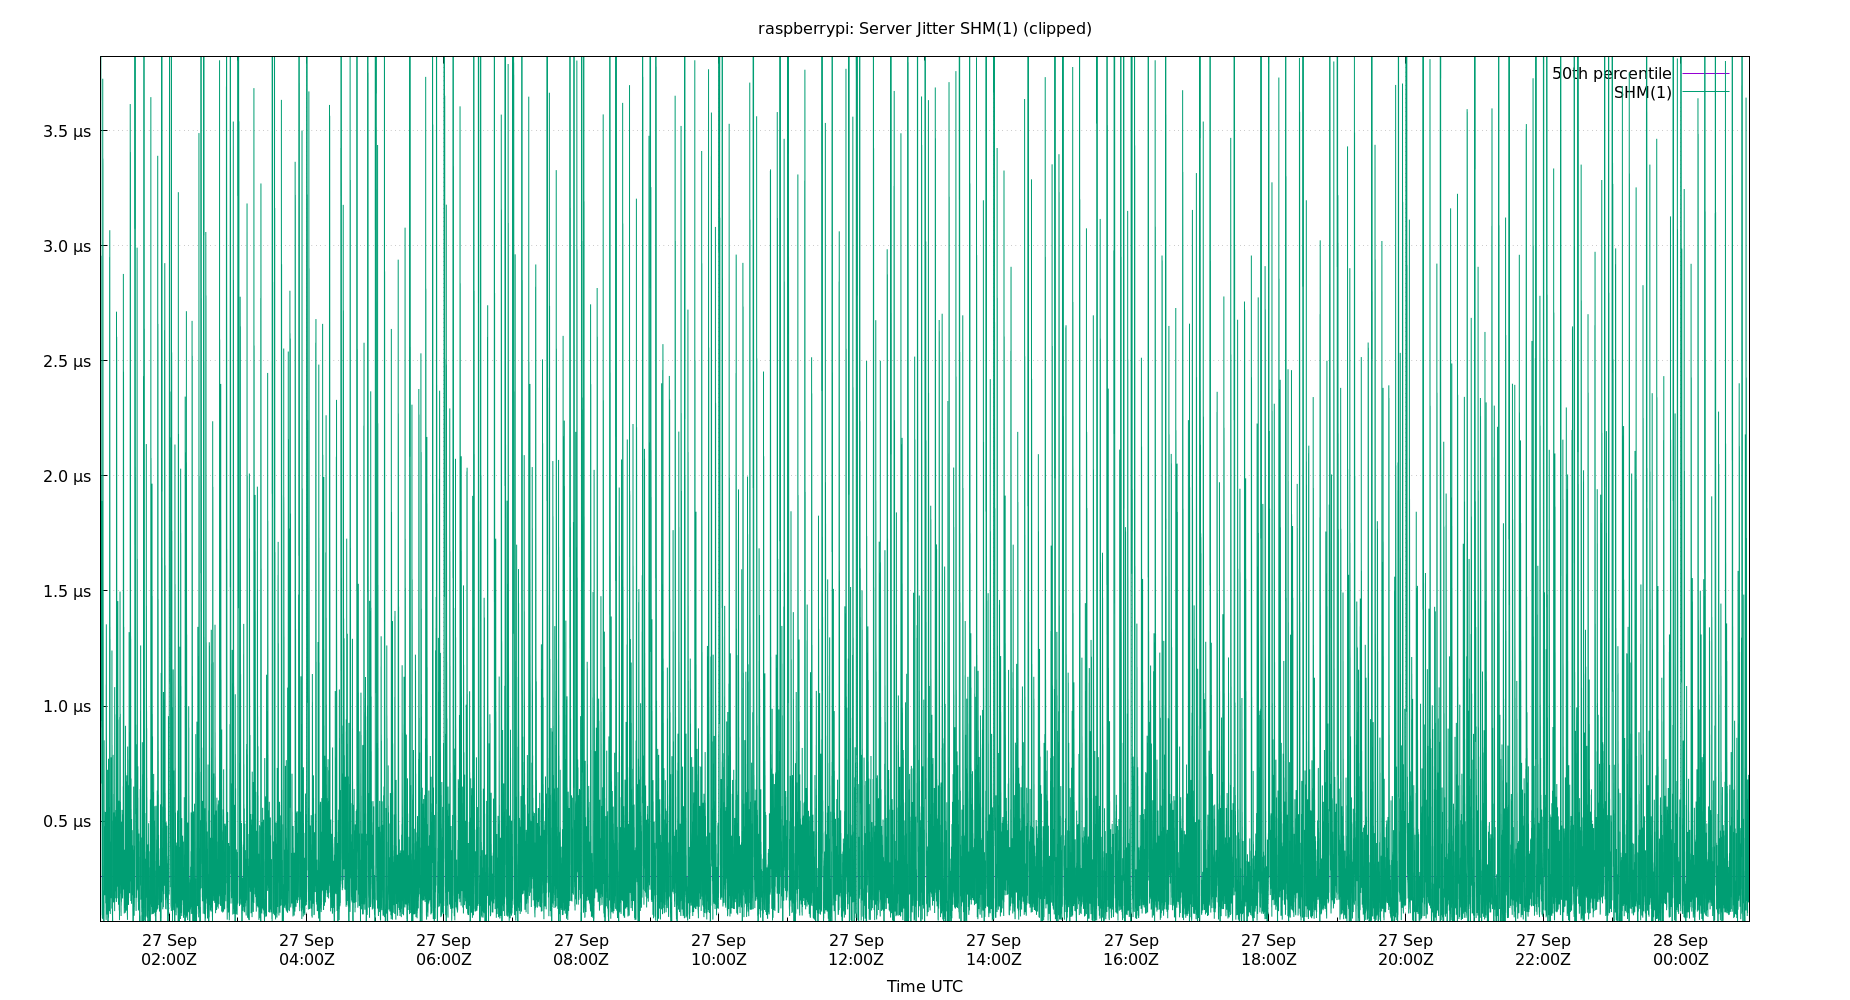 raspberrypi: Server Jitter SHM(1) (clipped)
50th percentile
SHM(1)
3.5 µs
3.0 µs
2.5 µs
2.0 µs
1.5 µs
1.0 µs
0.5 µs
27 Sep 27 Sep 27 Sep 27 Sep 27 Sep 27 Sep 27 Sep 27 Sep 27 Sep 27 Sep 27 Sep 28 Sep
02:00Z 04:00Z 06:00Z 08:00Z 10:00Z 12:00Z 14:00Z 16:00Z 18:00Z 20:00Z 22:00Z 00:00Z
Time UTC